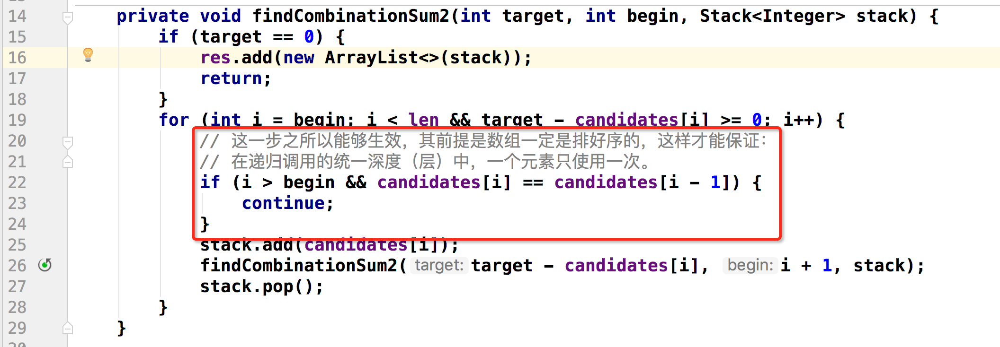 14 private void findCombinationSum2(int target, int begin, Stack<Integer> stack) {
15 if (target == 0) {
16 res.add(new ArrayList<>(stack));
17 return;
18 }
19 for (int i = begin; i < len && target - candidates[i] >= 0; i++) {
20 // 这一步之所以能够生效，其前提是数组一定是排好序的，这样才能保证：
21 // 在递归调用的统一深度（层）中，一个元素只使用一次。
22 if (i > begin && candidates[i] == candidates[i - 1]) {
23 continue;
24 }
25 stack.add(candidates[i]);
26 findCombinationSum2( target: target - candidates[i], begin: i + 1, stack);
27 stack.pop();
28 }
29 }